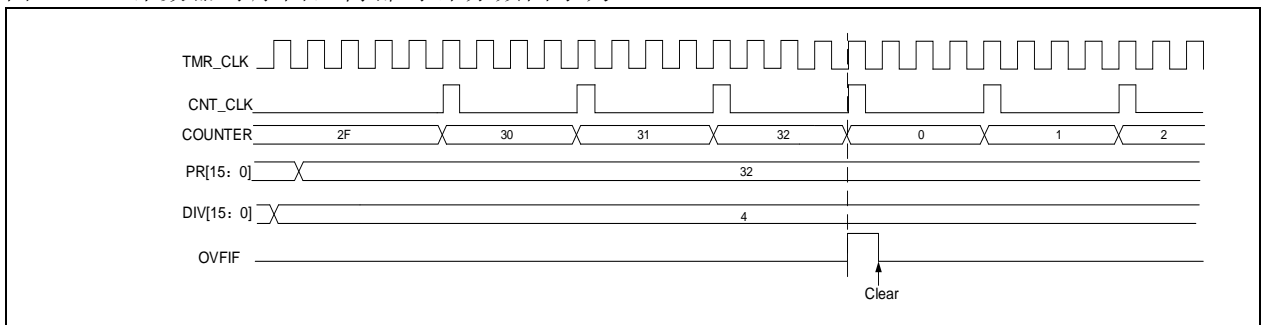 TMR_CLK
CNT_CLK
COUNTER 2F 30 31 32 0 1 2
PR[15：0] 32
DIV[15：0] 4
OVFIF
Clear